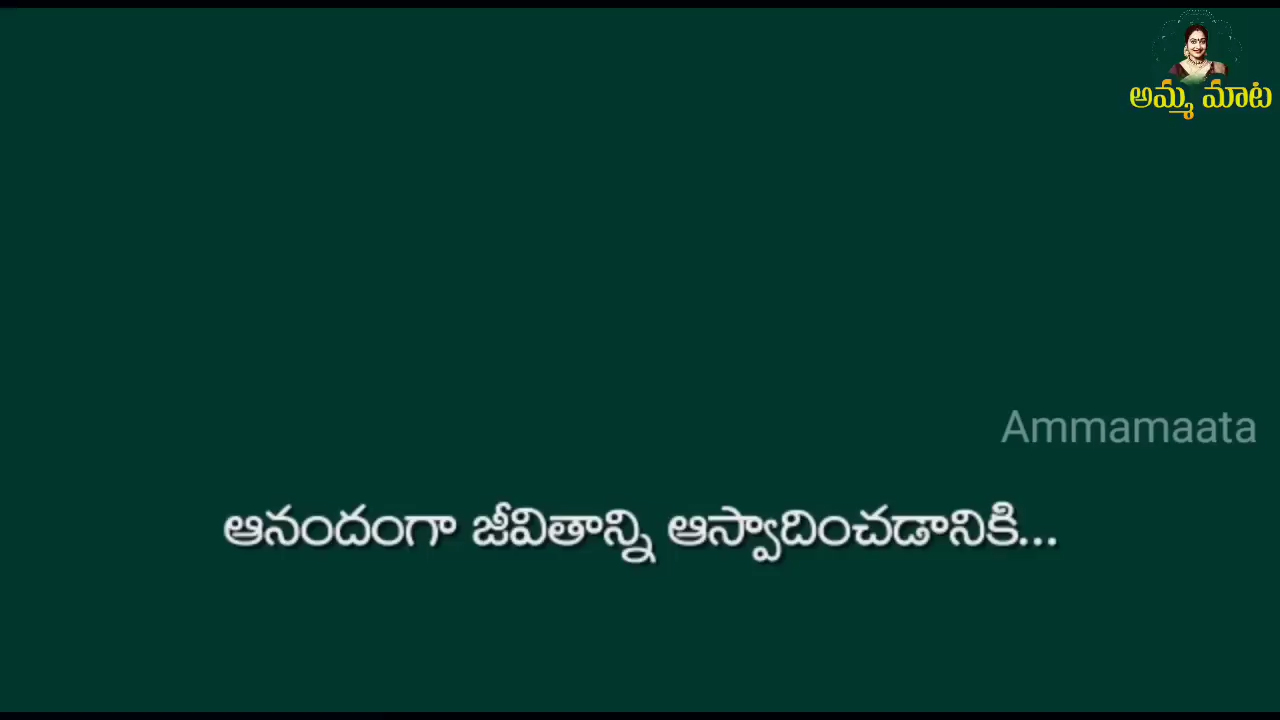 అమ్మ మాట
Ammamaata
ఆనందంగా జీవితాన్ని ఆస్వాదించడానికి...